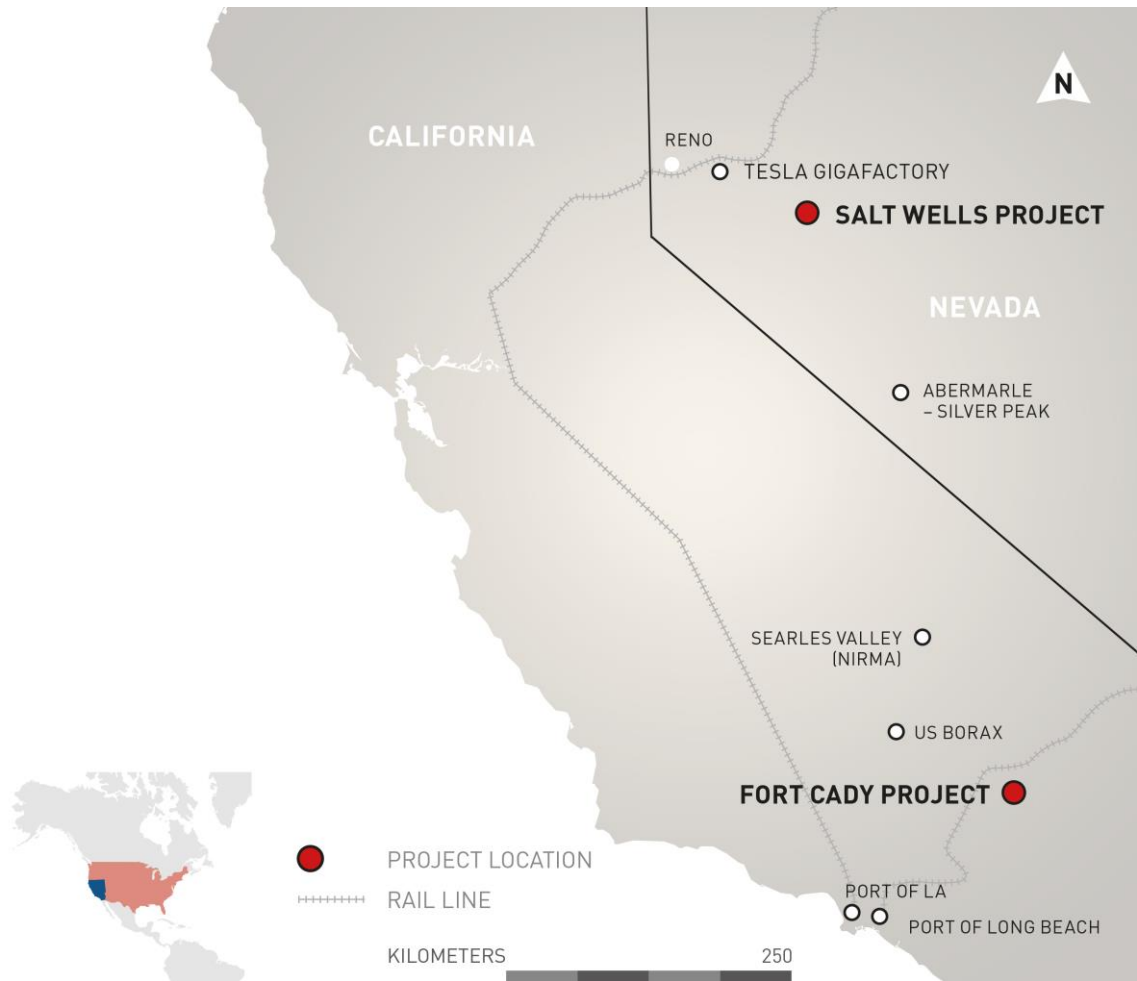 N
CALIFORNIA
RENO
TESLA GIGAFACTORY
SALT WELLS PROJECT
NEVADA
ABERMARLE
– SILVER PEAK
SEARLES VALLEY
(NIRMA)
US BORAX
FORT CADY PROJECT
PROJECT LOCATION
RAIL LINE
PORT OF LA
PORT OF LONG BEACH
KILOMETERS 250